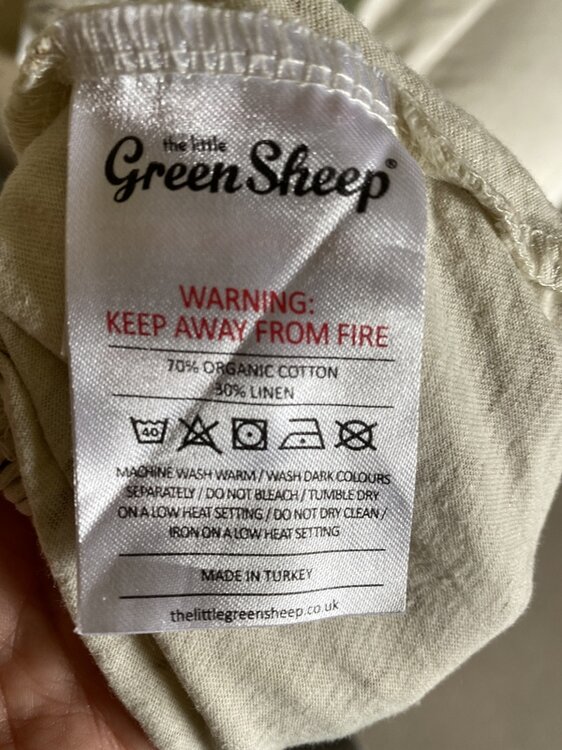 the little
Green Sheep®
WARNING:
KEEP AWAY FROM FIRE
70% ORGANIC COTTON
30% LINEN
40
MACHINE WASH WARM / WASH DARK COLOURS
SEPARATELY / DO NOT BLEACH / TUMBLE DRY
ON A LOW HEAT SETTING / DO NOT DRY CLEAN /
IRON ON A LOW HEAT SETTING
MADE IN TURKEY
thelittlegreensheep.co.uk